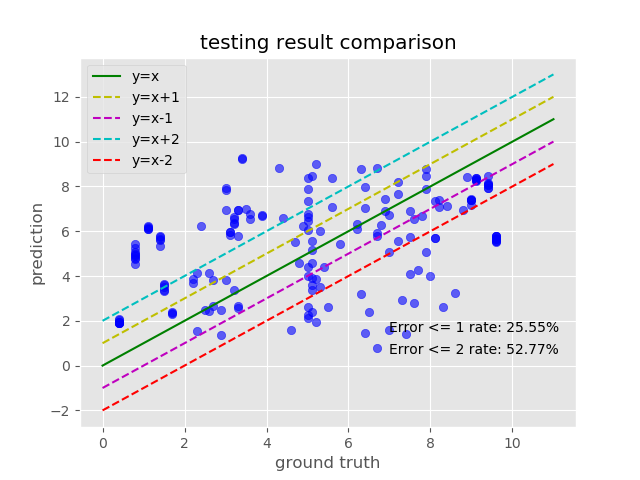 testing result comparison
y=x
y=x+1
y=x-1
y=x+2
y=x-2
12
10
8
6
4
2
0
−2
prediction
Error <= 1 rate: 25.55%
Error <= 2 rate: 52.77%
0 2 4 6 8 10
ground truth